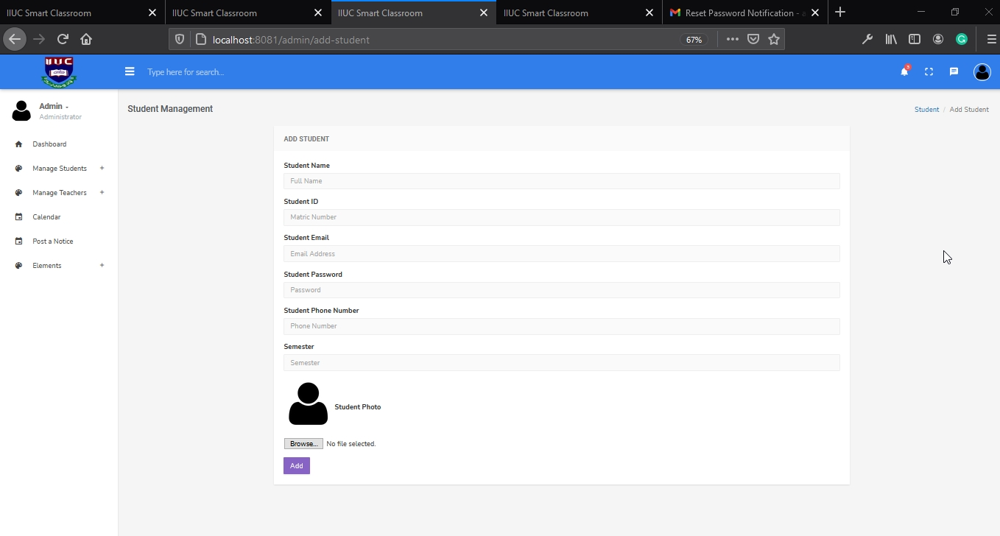 IIUC Smart Classroom
IIUC Smart Classroom
IIUC Smart Classroom
IIUC Smart Classroom
Reset Password Notification - a
localhost:8081/admin/add-student
67%
IIUC
Type here for search...
Admin
Administrator
Student Management
Student / Add Student
Dashboard
Manage Students +
Manage Teachers +
Calendar
Post a Notice
Elements +
ADD STUDENT
Student Name
Full Name
Student ID
Matric Number
Student Email
Email Address
Student Password
Password
Student Phone Number
Phone Number
Semester
Semester
Student Photo
Browse... No file selected.
Add